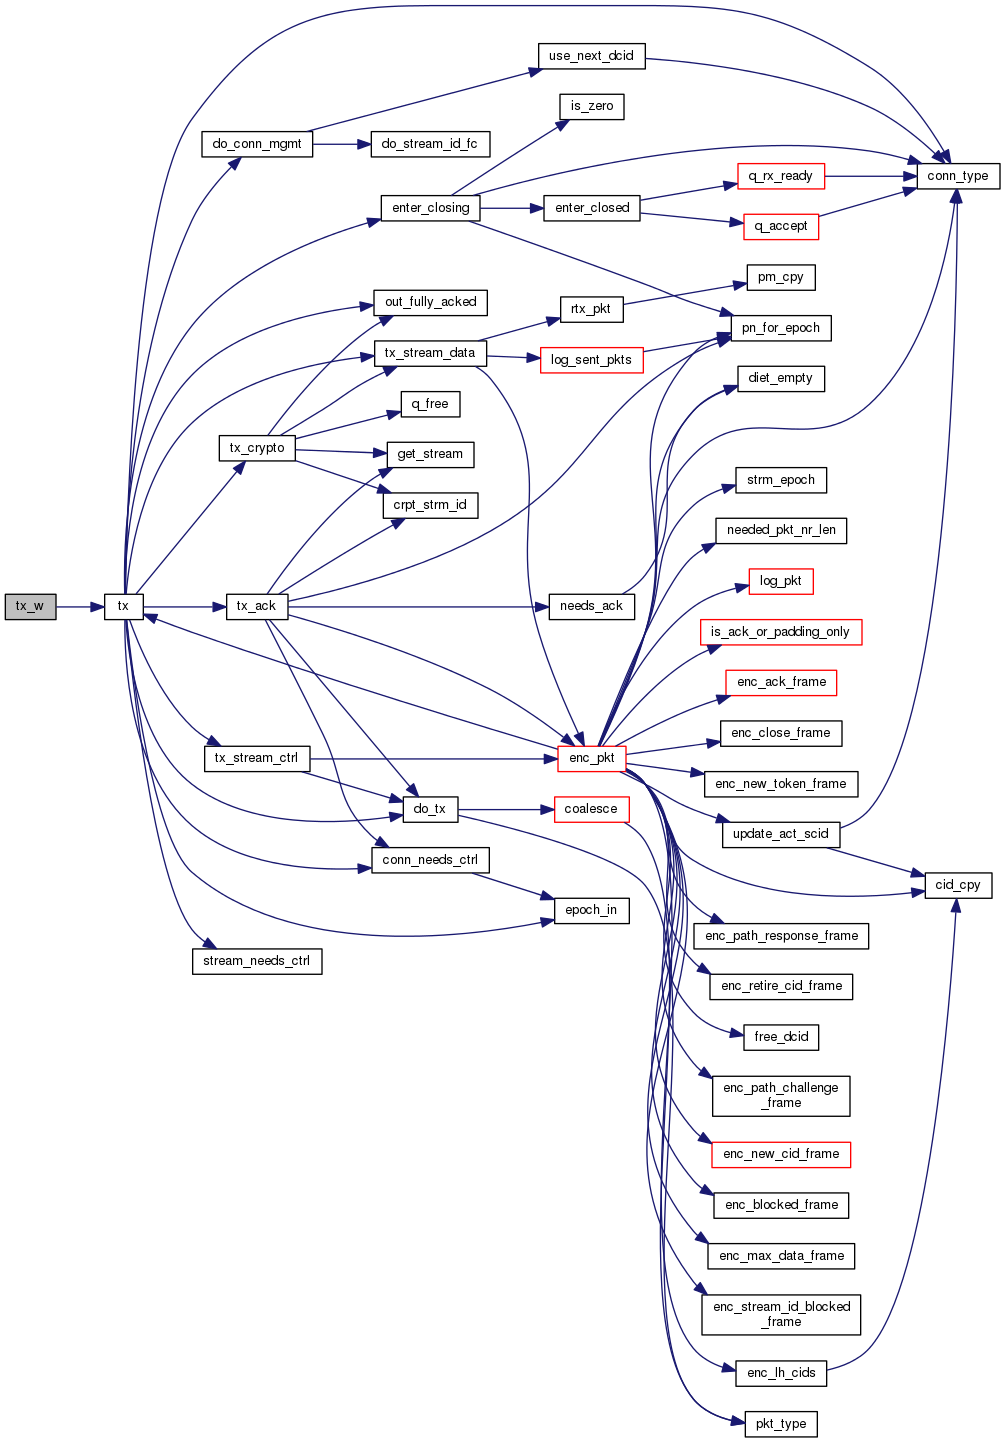 use_next_dcid
is_zero
do_conn_mgmt
do_stream_id_fc
q_rx_ready
conn_type
enter_closing
enter_closed
q_accept
pm_cpy
out_fully_acked
rtx_pkt
pn_for_epoch
tx_stream_data
log_sent_pkts
diet_empty
q_free
tx_crypto
get_stream
strm_epoch
crpt_strm_id
needed_pkt_nr_len
log_pkt
tx_w
tx
tx_ack
needs_ack
is_ack_or_padding_only
enc_ack_frame
enc_close_frame
tx_stream_ctrl
enc_pkt
enc_new_token_frame
do_tx
coalesce
update_act_scid
conn_needs_ctrl
cid_cpy
epoch_in
enc_path_response_frame
stream_needs_ctrl
enc_retire_cid_frame
free_dcid
enc_path_challenge
_frame
enc_new_cid_frame
enc_blocked_frame
enc_max_data_frame
enc_stream_id_blocked
_frame
enc_lh_cids
pkt_type